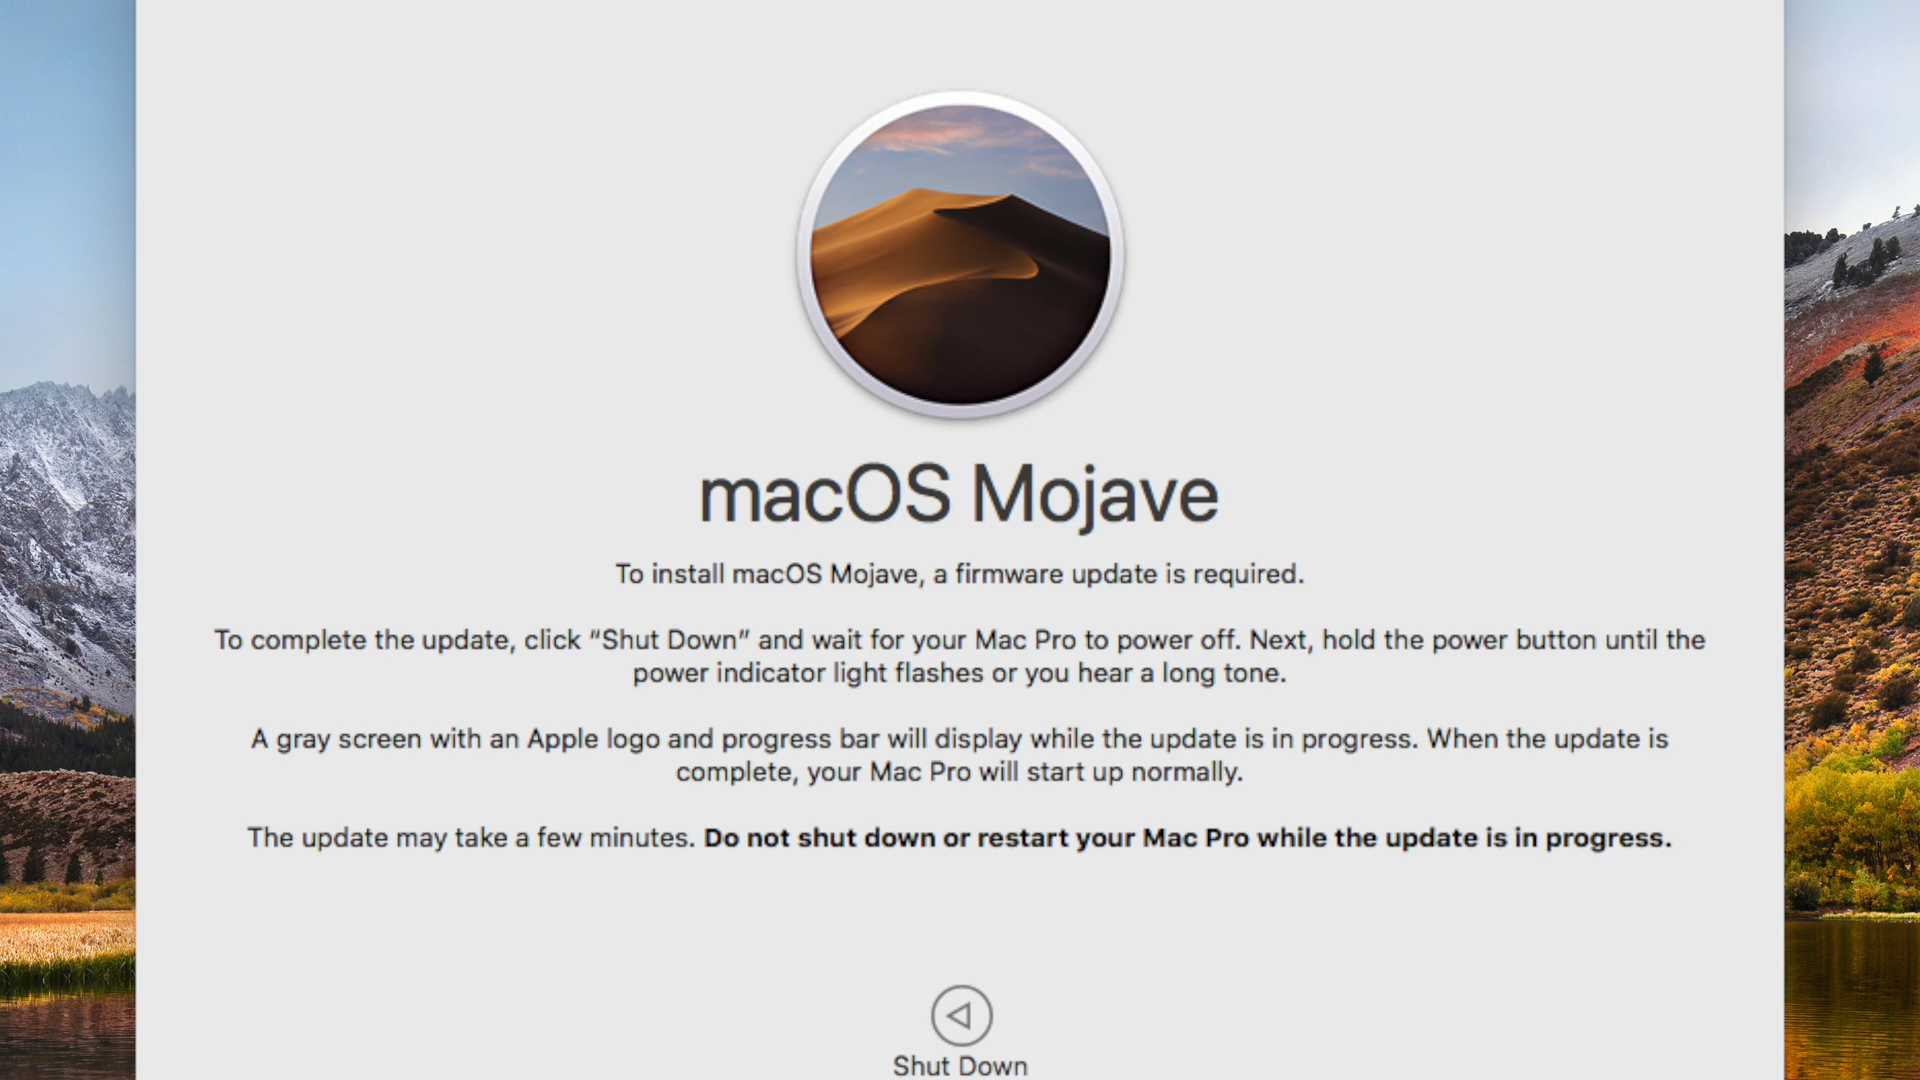 macOS Mojave
To install macOS Mojave, a firmware update is required.
To complete the update, click “Shut Down” and wait for your Mac Pro to power off. Next, hold the power button until the
power indicator light flashes or you hear a long tone.
A gray screen with an Apple logo and progress bar will display while the update is in progress. When the update is
complete, your Mac Pro will start up normally.
The update may take a few minutes. Do not shut down or restart your Mac Pro while the update is in progress.
Shut Down